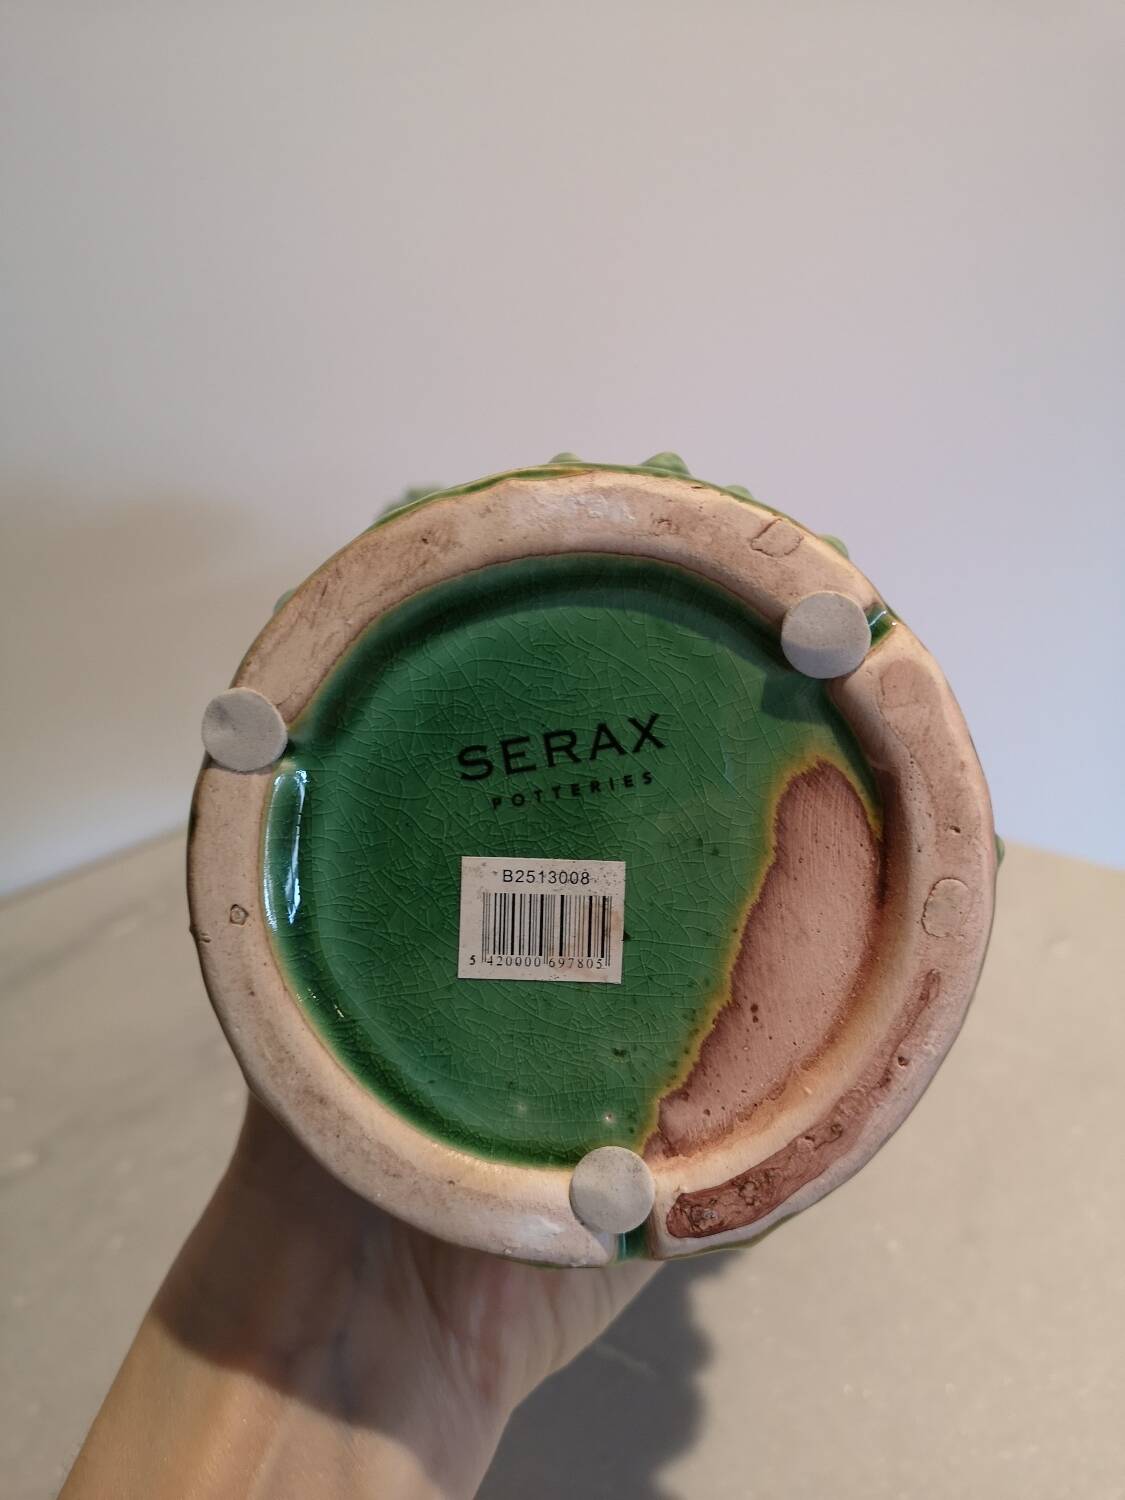 SERAX
POTTERIES
B2513008
5 420000 697805